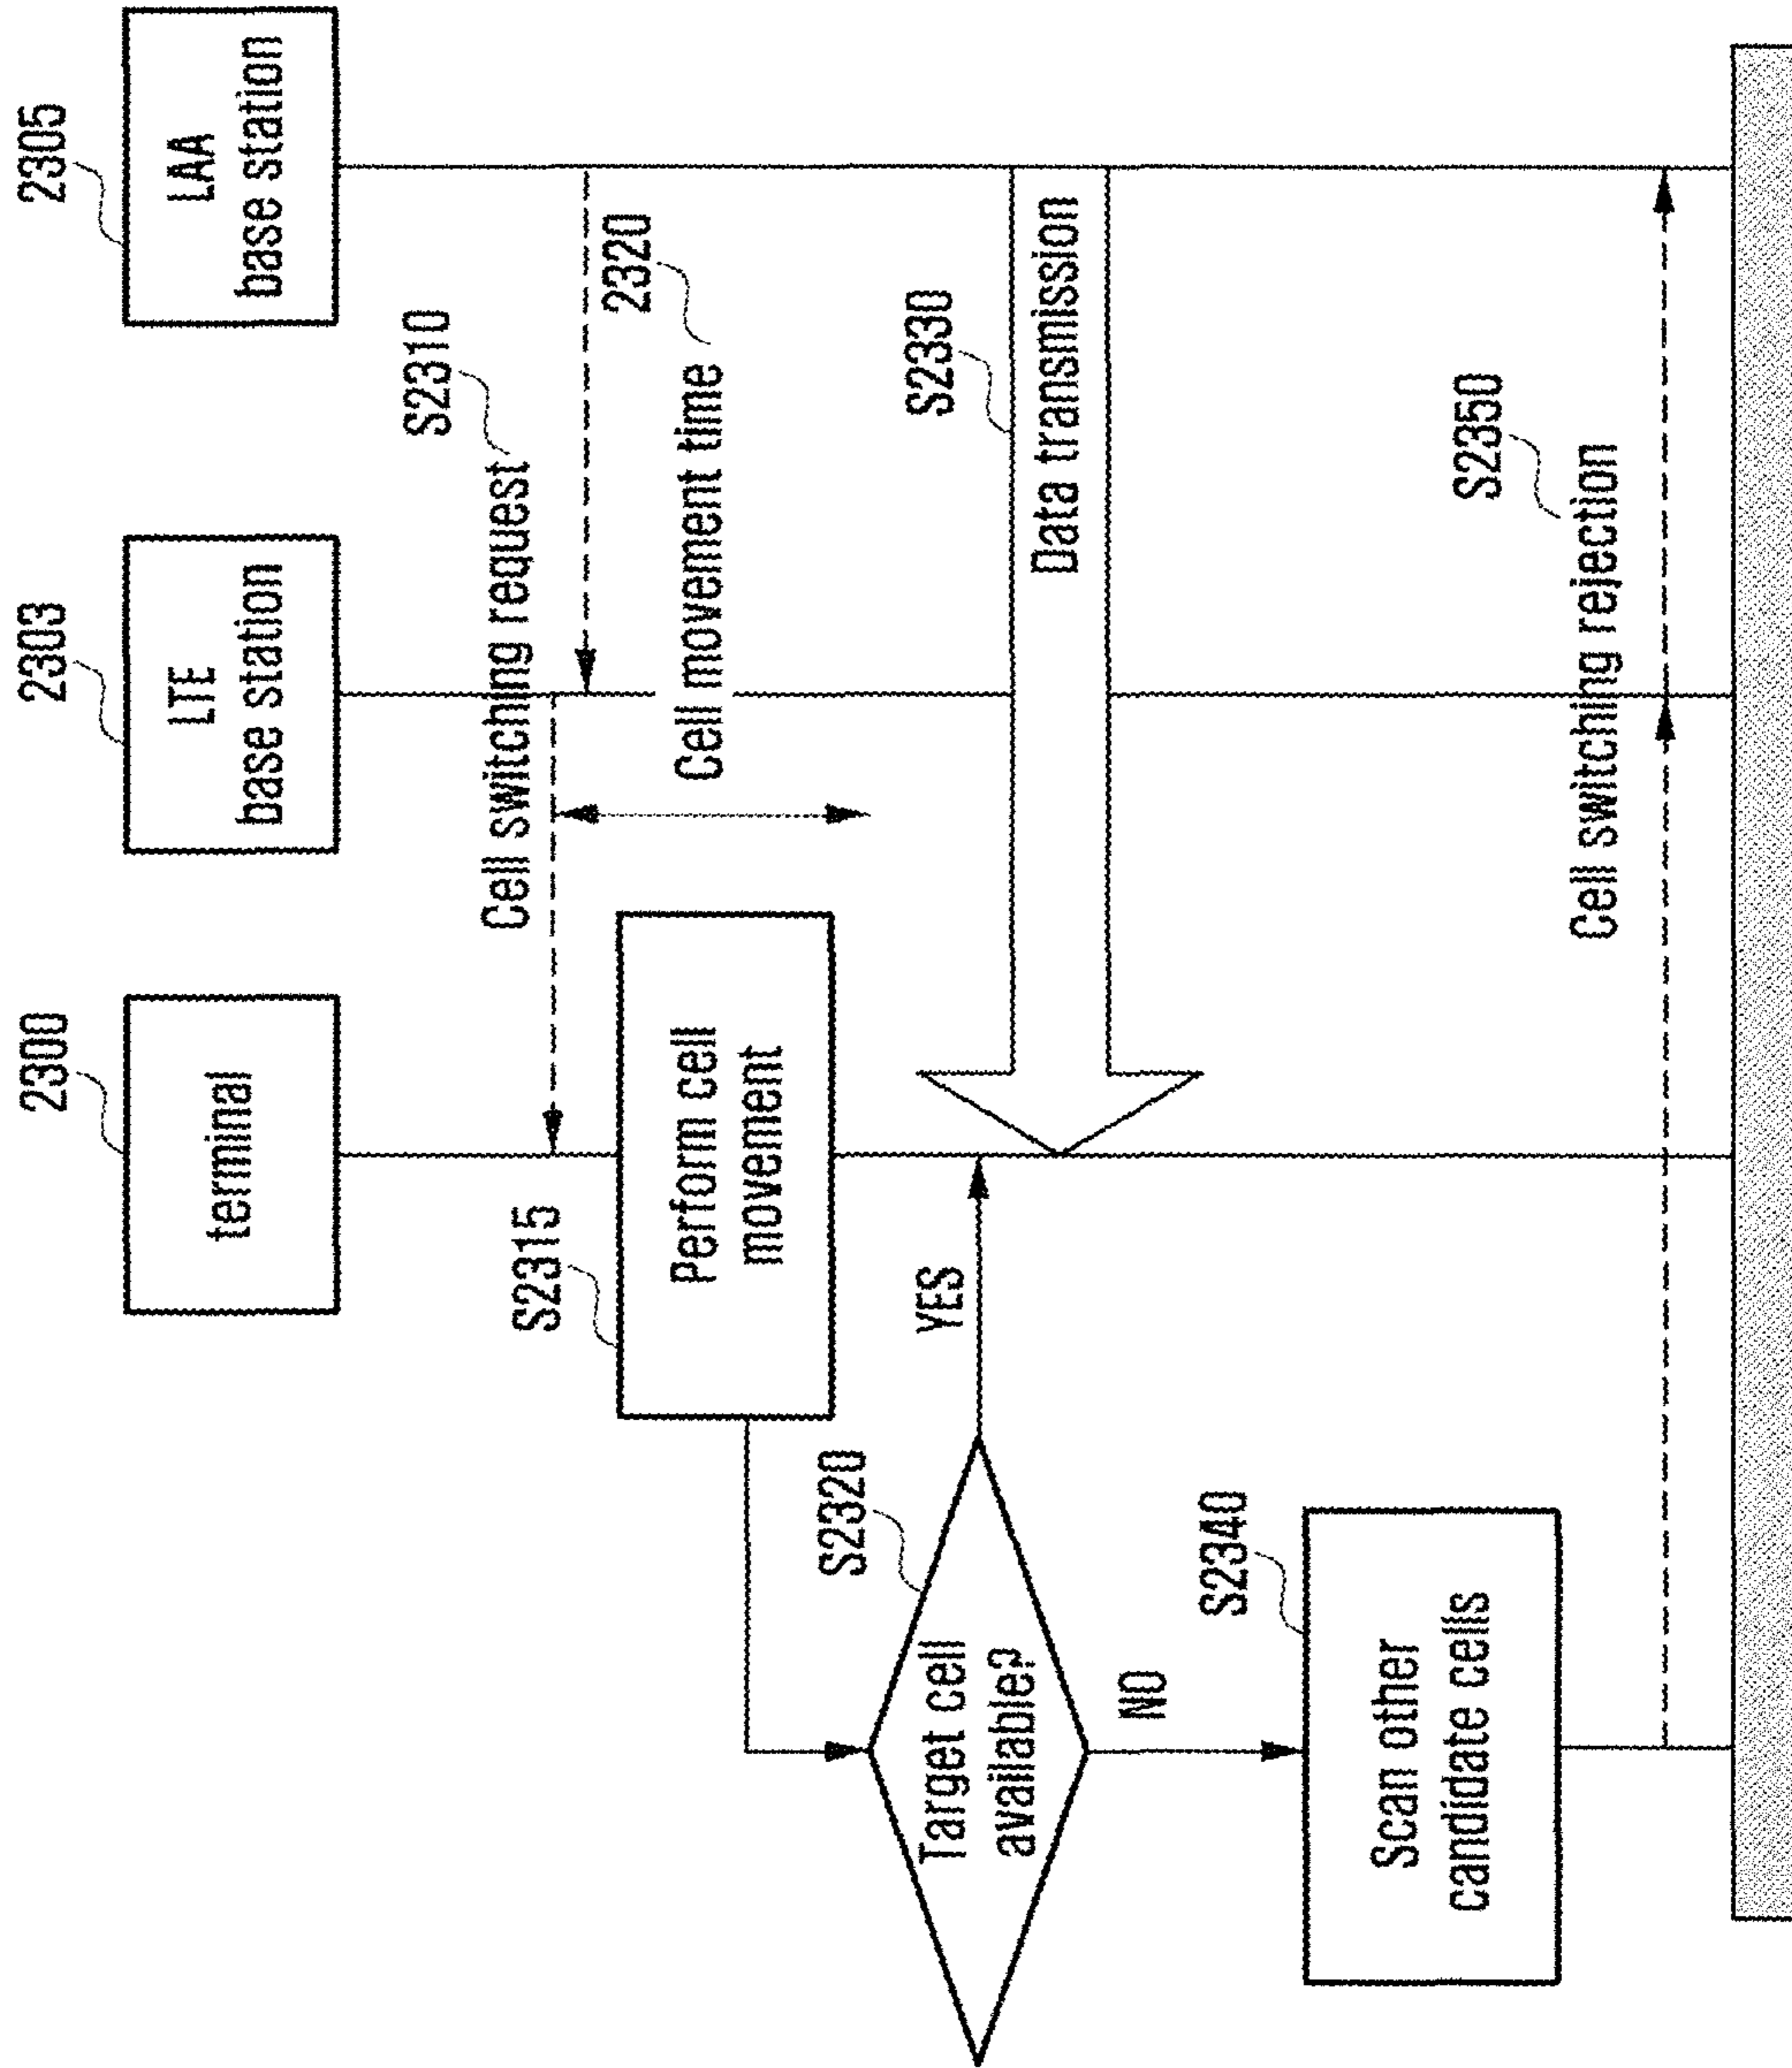 2300
terminal
2303
LTE
base station
2305
LAA
base station
S2310
Cell switching request
S2315
Perform cell
movement
2320
Cell movement time
S2320
Target cell
available?
YES
NO
S2330
Data transmission
S2340
Scan other
candidate cells
S2350
Cell switching rejection